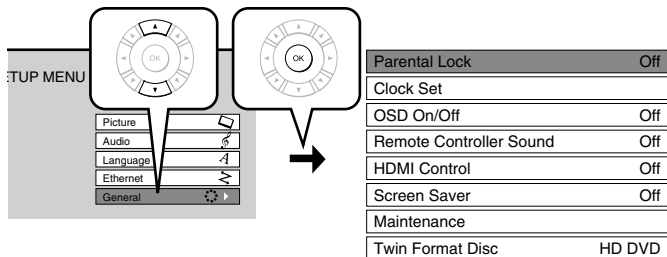 OK
OK
TUP MENU
Picture
Audio
Language
Ethernet
General
Parental Lock Off
Clock Set
OSD On/Off Off
Remote Controller Sound Off
HDMI Control Off
Screen Saver Off
Maintenance
Twin Format Disc HD DVD